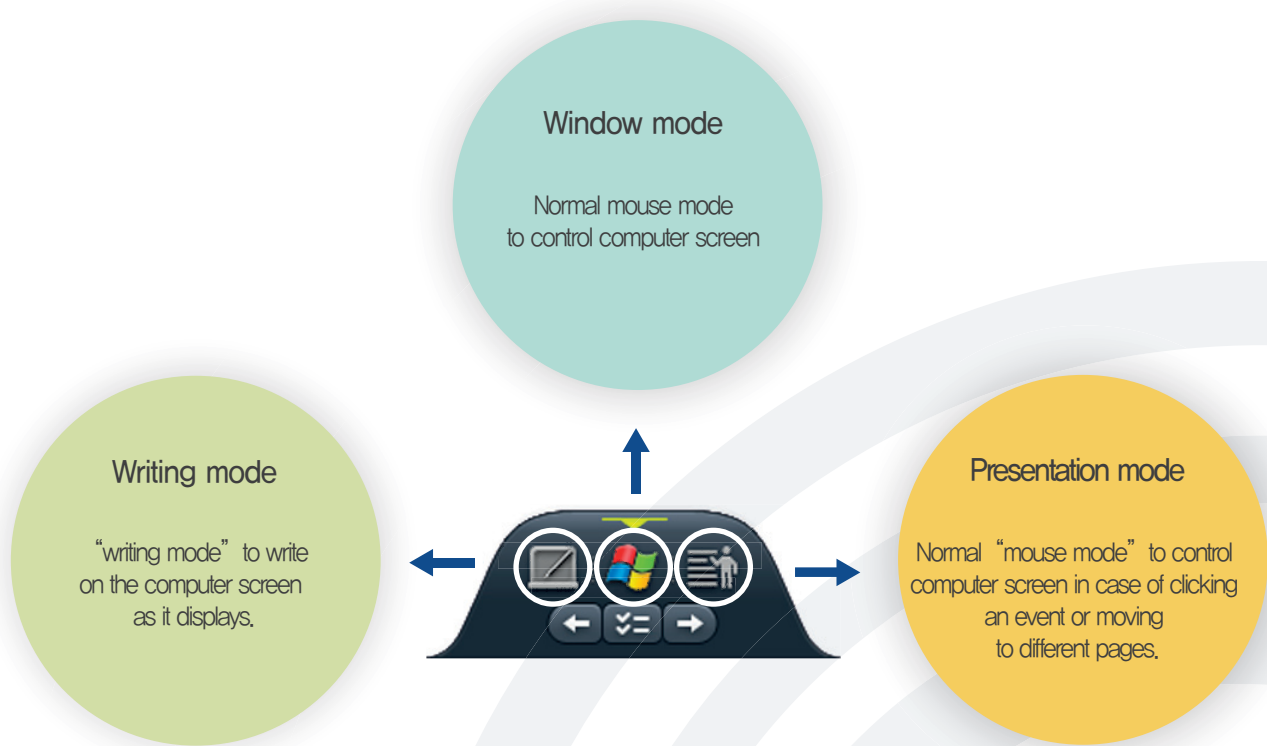 Window mode
Normal mouse mode
to control computer screen
Writing mode
“writing mode” to write
on the computer screen
as it displays.
Presentation mode
Normal “mouse mode” to control
computer screen in case of clicking
an event or moving
to different pages.